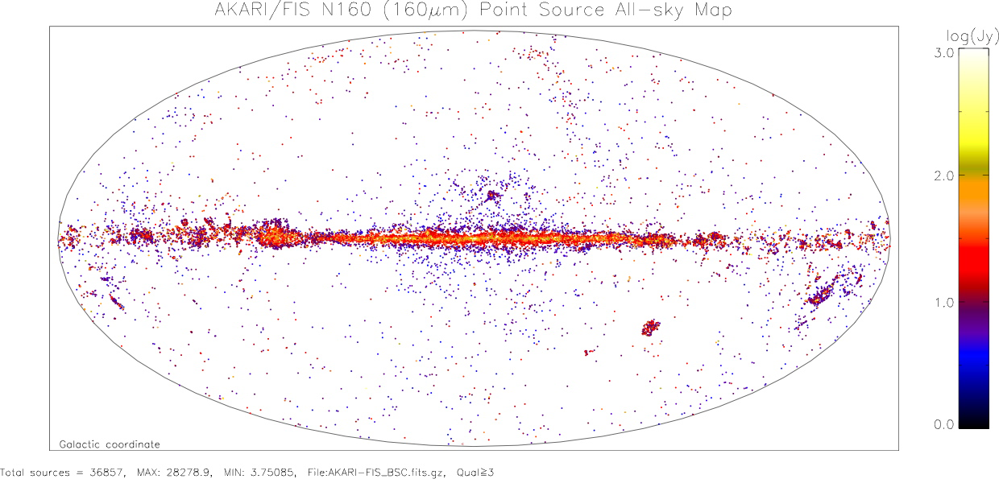 AKARI/FIS N160 (160μm) Point Source All-sky Map
log(Jy)
3.0
2.0
1.0
0.0
Galactic coordinate
Total sources = 36857, MAX: 28278.9, MIN: 3.75085, File:AKARI-FIS_BSC.fits.gz, Qual≧3